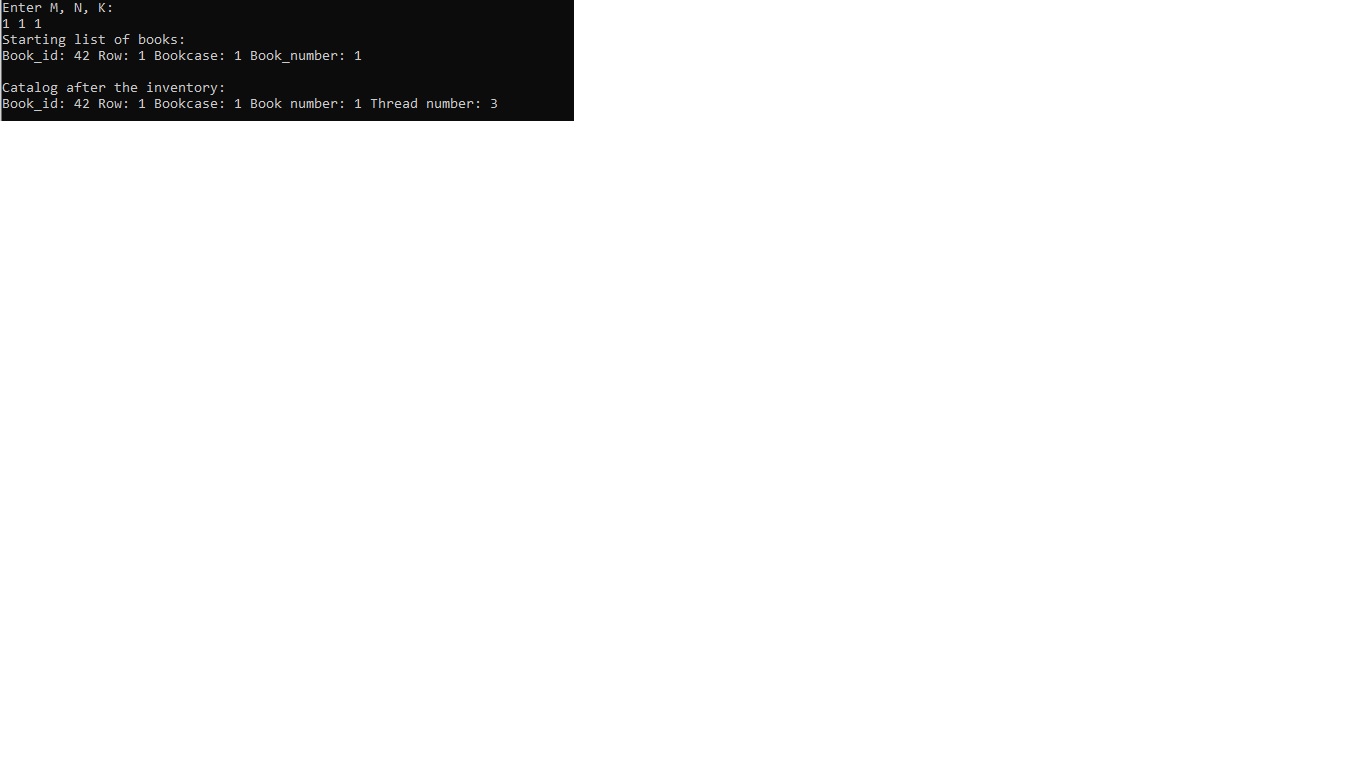 Enter M, N, K:
1 1 1
Starting list of books:
Book_id: 42 Row: 1 Bookcase: 1 Book_number: 1
Catalog after the inventory:
Book_id: 42 Row: 1 Bookcase: 1 Book number: 1 Thread number: 3